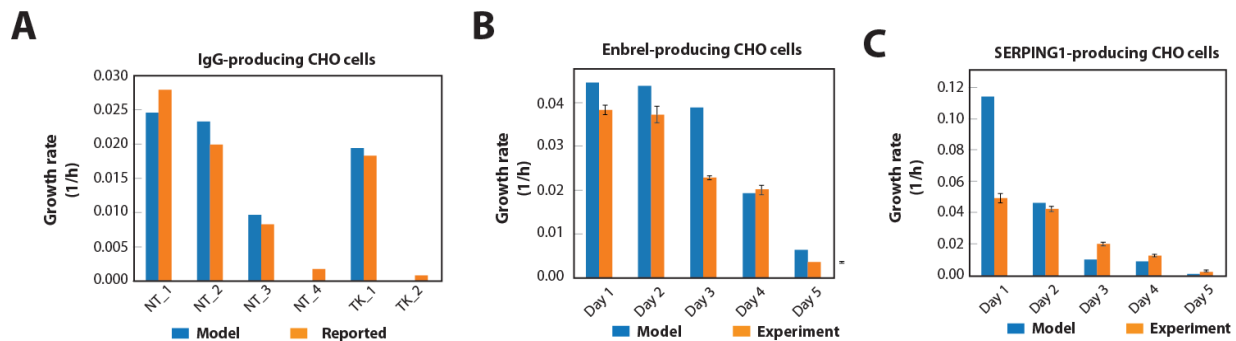 A
IgG-producing CHO cells
Growth rate
(1/h)
0.030
0.025
0.020
0.015
0.010
0.005
0.000
NT_1
NT_2
NT_3
NT_4
TK_1
TK_2
Model
Reported
B
Enbrel-producing CHO cells
Growth rate
(1/h)
0.04
0.03
0.02
0.01
0.00
Day 1
Day 2
Day 3
Day 4
Day 5
Model
Experiment
C
SERPING1-producing CHO cells
Growth rate
(1/h)
0.12
0.10
0.08
0.06
0.04
0.02
0.00
Day 1
Day 2
Day 3
Day 4
Day 5
Model
Experiment